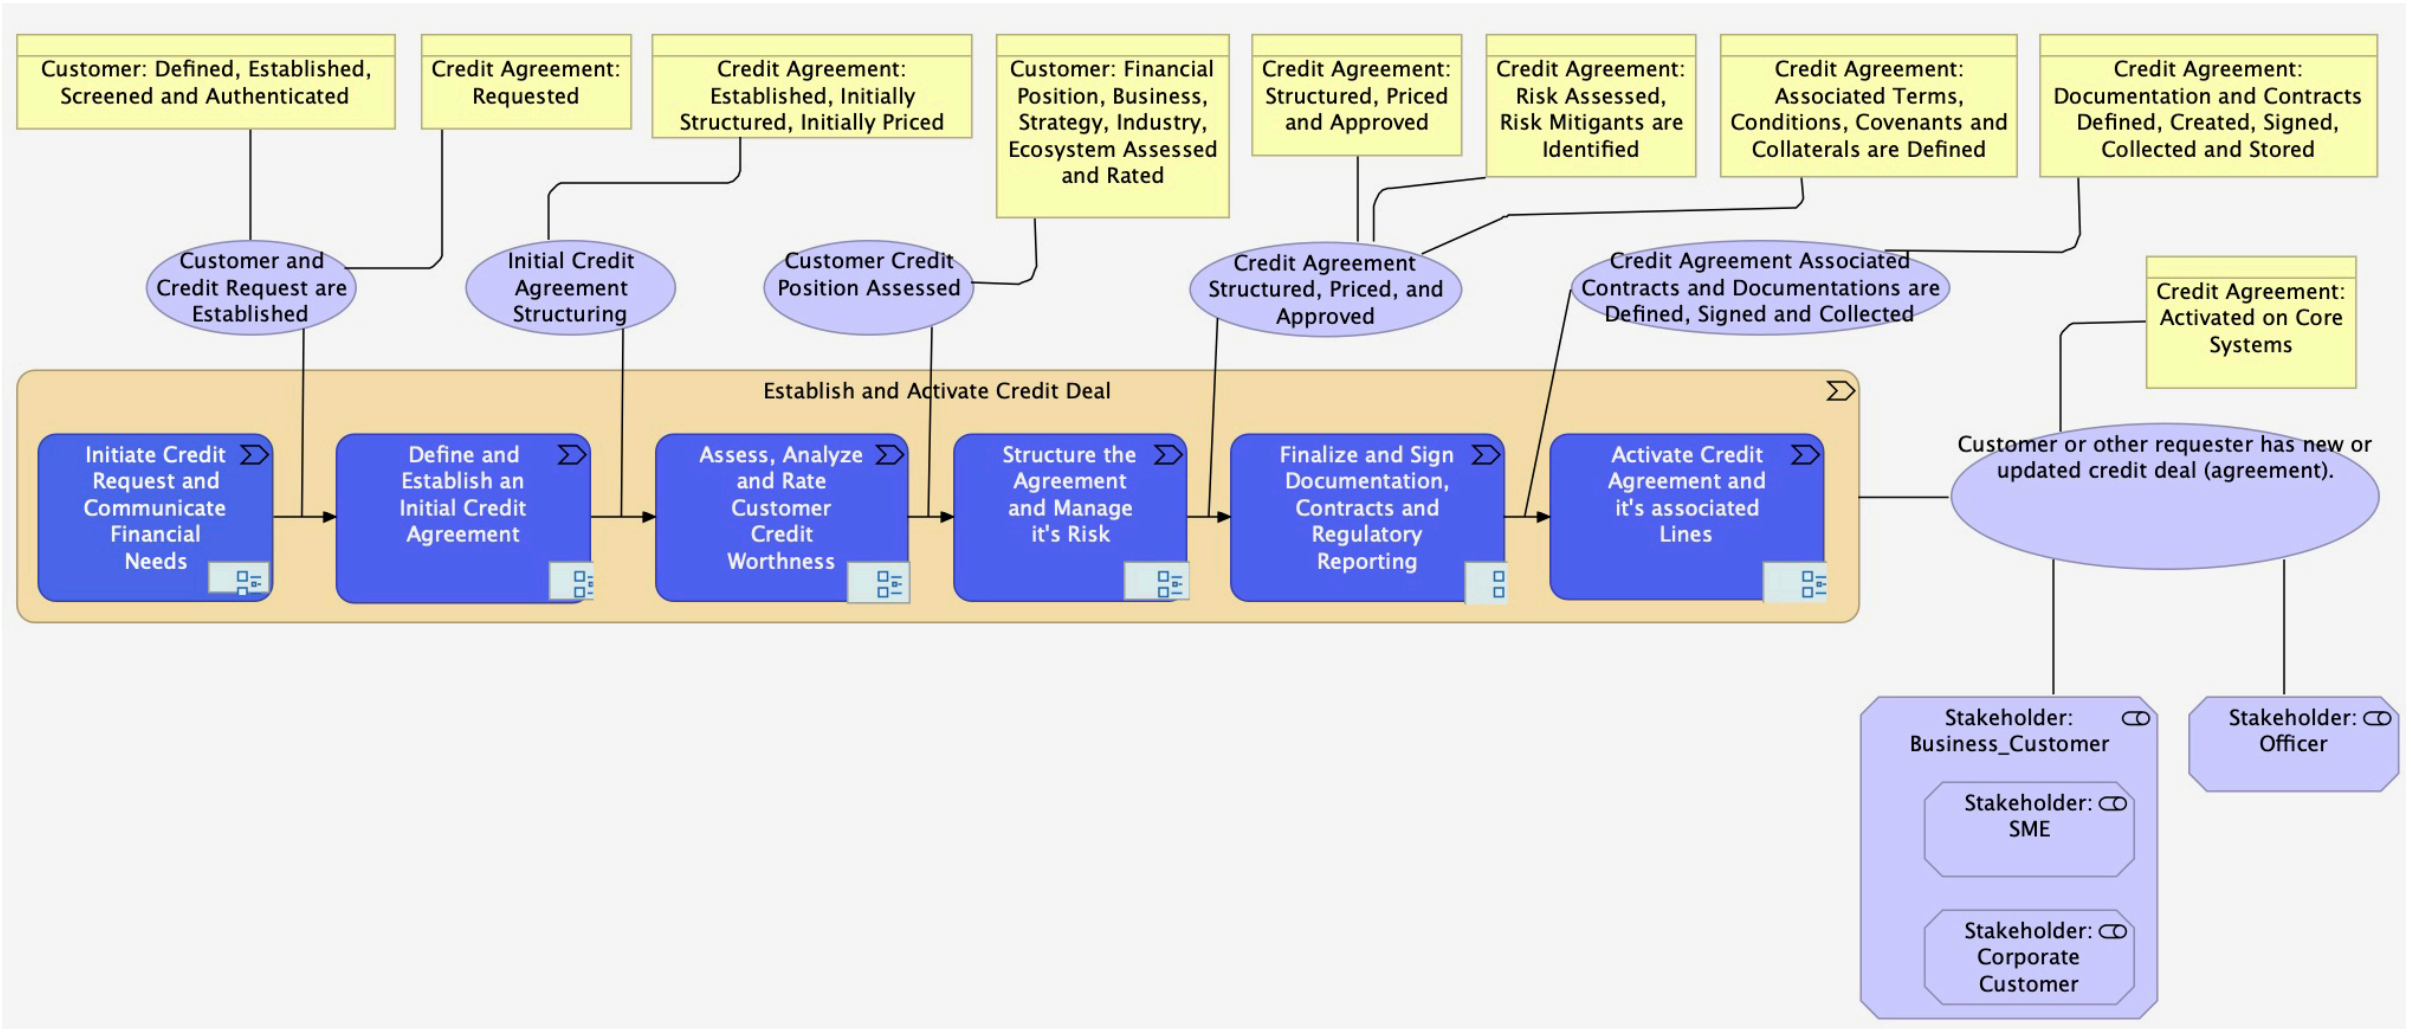 Customer: Defined, Established,
Screened and Authenticated
Credit Agreement:
Requested
Credit Agreement:
Established, Initially
Structured, Initially Priced
Customer: Financial
Position, Business,
Strategy, Industry,
Ecosystem Assessed
and Rated
Credit Agreement:
Structured, Priced
and Approved
Credit Agreement:
Risk Assessed,
Risk Mitigants are
Identified
Credit Agreement:
Associated Terms,
Conditions, Covenants and
Collaterals are Defined
Credit Agreement:
Documentation and Contracts
Defined, Created, Signed,
Collected and Stored
Customer and
Credit Request are
Established
Initial Credit
Agreement
Structuring
Customer Credit
Position Assessed
Credit Agreement
Structured, Priced, and
Approved
Credit Agreement Associated
Contracts and Documentations are
Defined, Signed and Collected
Credit Agreement:
Activated on Core
Systems
Establish and Activate Credit Deal
Initiate Credit
Request and
Communicate
Financial
Needs
Define and
Establish an
Initial Credit
Agreement
Assess, Analyze
and Rate
Customer
Credit
Worthness
Structure the
Agreement
and Manage
it's Risk
Finalize and Sign
Documentation,
Contracts and
Regulatory
Reporting
Activate Credit
Agreement and
it's associated
Lines
Customer or other requester has new or
updated credit deal (agreement).
Stakeholder:
Business_Customer
Stakeholder:
SME
Stakeholder:
Corporate
Customer
Stakeholder:
Officer